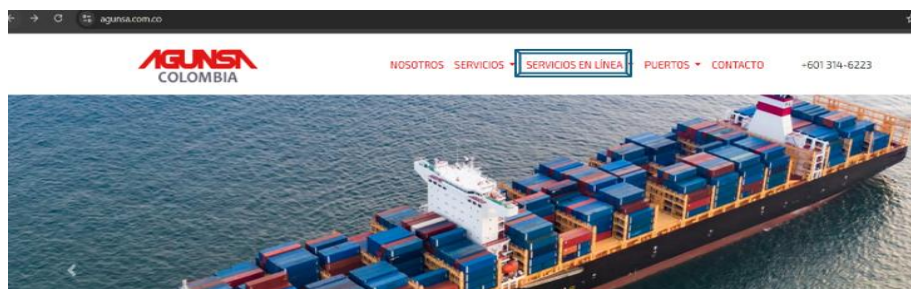 agunsa.com.co
AGUNSA
COLOMBIA
NOSOTROS SERVICIOS SERVICIOS EN LÍNEA PUERTOS CONTACTO +601 314-6223